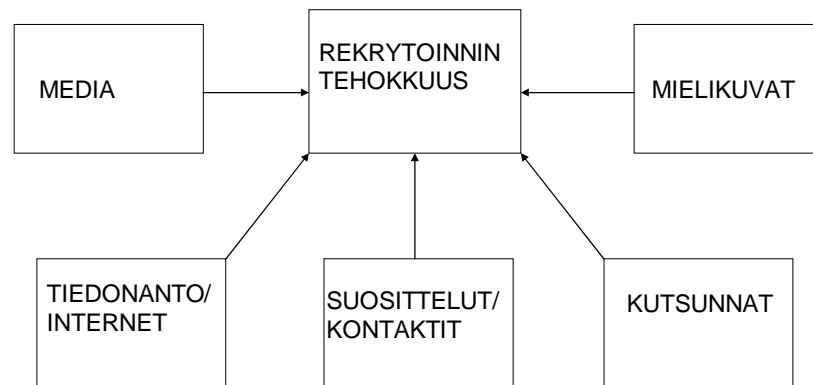 MEDIA
REKRYTOINNIN
TEHOKKUUS
MIELIKUVAT
TIEDONANTO/
INTERNET
SUOSITTELUT/
KONTAKTIT
KUTSUNNAT